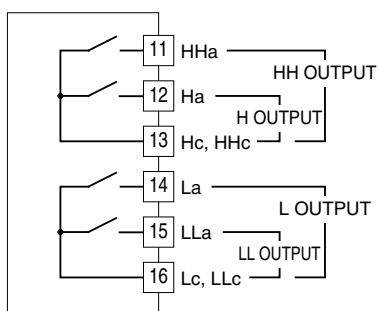 11 HHa
HH OUTPUT
12 Ha
H OUTPUT
13 Hc, HHc
14 La
L OUTPUT
15 LLa
LL OUTPUT
16 Lc, LLc